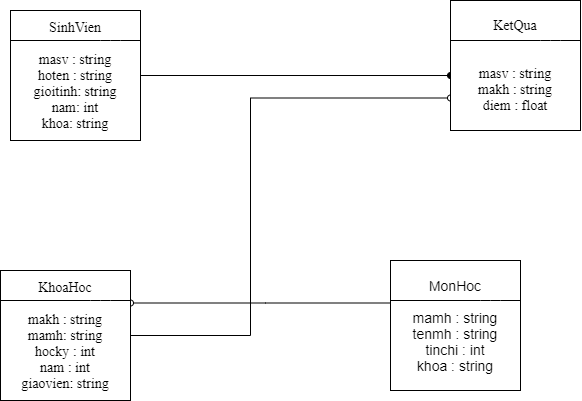 SinhVien
masv : string
hoten : string
gioitinh: string
nam: int
khoa: string
KetQua
masv : string
makh : string
diem : float
KhoaHoc
makh : string
mamh: string
hocky : int
nam : int
giaovien: string
MonHoc
mamh : string
tenmh : string
tinchi : int
khoa : string